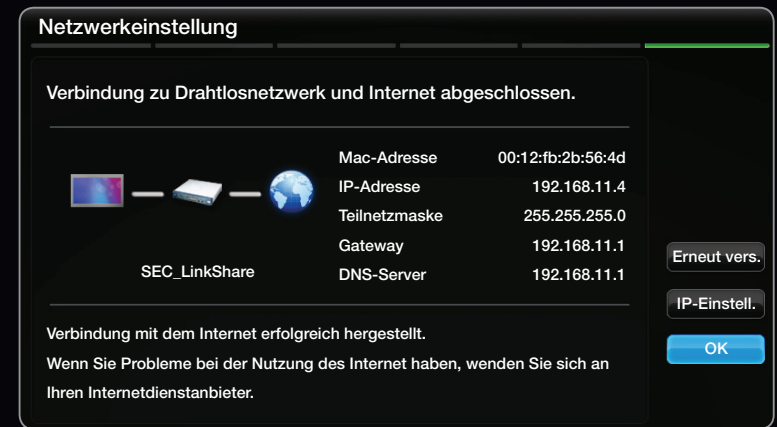 Netzwerkeinstellung
Verbindung zu Drahtlosnetzwerk und Internet abgeschlossen.
Mac-Adresse 00:12:fb:2b:56:4d
IP-Adresse 192.168.11.4
Teilnetzmaske 255.255.255.0
Gateway 192.168.11.1
DNS-Server 192.168.11.1
SEC_LinkShare
Erneut vers.
IP-Einstell.
OK
Verbindung mit dem Internet erfolgreich hergestellt.
Wenn Sie Probleme bei der Nutzung des Internet haben, wenden Sie sich an
Ihren Internetdienstanbieter.